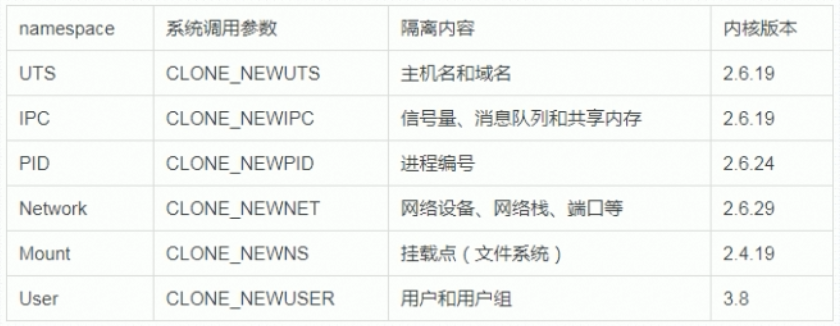 namespace 系统调用参数 隔离内容 内核版本
UTS CLONE_NEWUTS 主机名和域名 2.6.19
IPC CLONE_NEWIPC 信号量、消息队列和共享内存 2.6.19
PID CLONE_NEWPID 进程编号 2.6.24
Network CLONE_NEWNET 网络设备、网络栈、端口等 2.6.29
Mount CLONE_NEWNS 挂载点（文件系统） 2.4.19
User CLONE_NEWUSER 用户和用户组 3.8